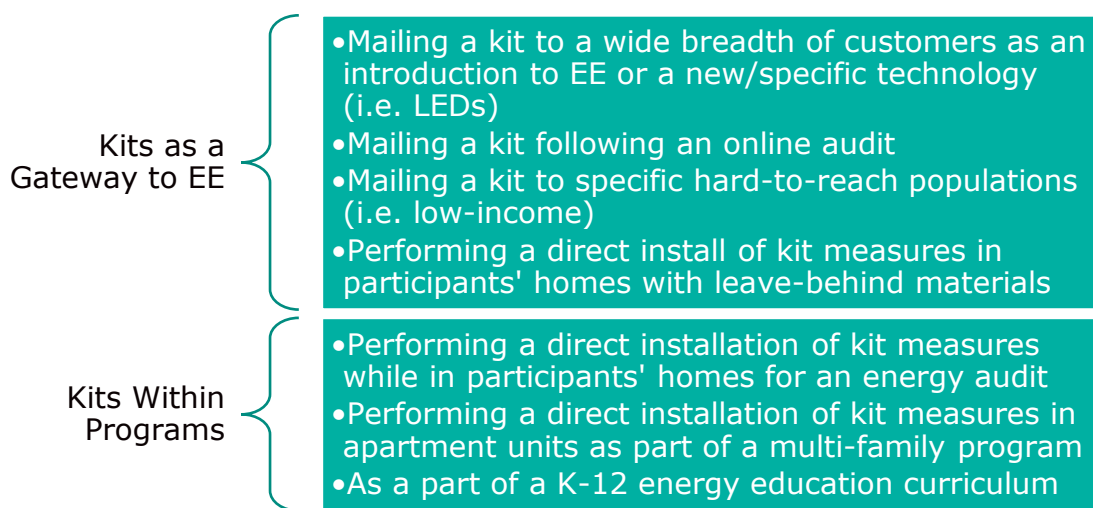 Kits as a
Gateway to EE
•Mailing a kit to a wide breadth of customers as an
introduction to EE or a new/specific technology
(i.e. LEDs)
•Mailing a kit following an online audit
•Mailing a kit to specific hard-to-reach populations
(i.e. low-income)
•Performing a direct install of kit measures in
participants' homes with leave-behind materials
Kits Within
Programs
•Performing a direct installation of kit measures
while in participants' homes for an energy audit
•Performing a direct installation of kit measures in
apartment units as part of a multi-family program
•As a part of a K-12 energy education curriculum